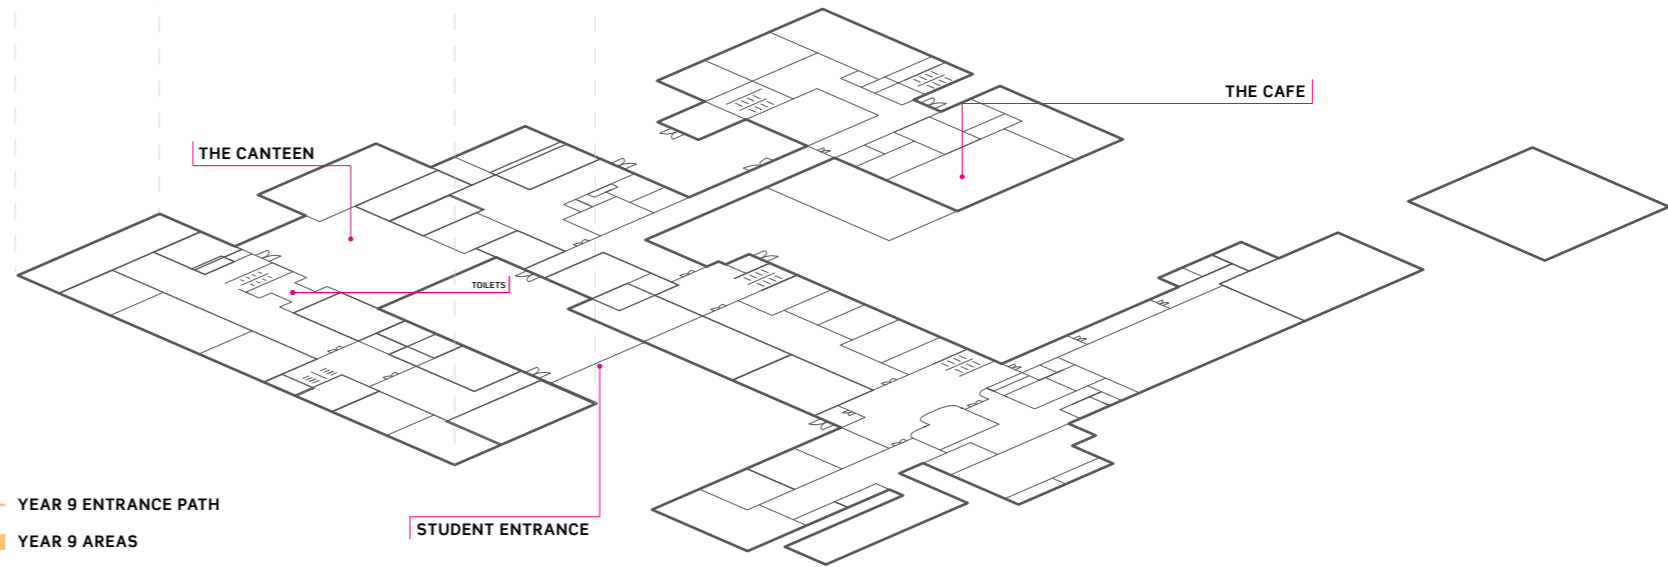 THE CAFE
THE CANTEEN
TOILETS
YEAR 9 ENTRANCE PATH
STUDENT ENTRANCE
YEAR 9 AREAS